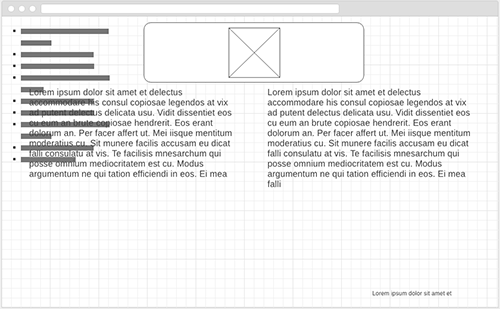 Lorem ipsum dolor sit amet et delectus
accommodare his consul copiosae legendos at vix
ad putent delectus delicata usu. Vidit dissentiet eos
cu eum an brute copiosae hendrerit. Eos erant
dolorum an. Per facer affert ut. Mei iisque mentitum
moderatius cu. Sit munere facilis accusam eu dicat
falli consulatu at vis. Te facilisis mnesarchum qui
posse omnium mediocritatem est cu. Modus
argumentum ne qui tation efficiendi in eos. Ei mea
Lorem ipsum dolor sit amet et delectus
accommodare his consul copiosae legendos at vix
ad putent delectus delicata usu. Vidit dissentiet eos
cu eum an brute copiosae hendrerit. Eos erant
dolorum an. Per facer affert ut. Mei iisque mentitum
moderatius cu. Sit munere facilis accusam eu dicat
falli consulatu at vis. Te facilisis mnesarchum qui
posse omnium mediocritatem est cu. Modus
argumentum ne qui tation efficiendi in eos. Ei mea
falli
Lorem ipsum dolor sit amet et